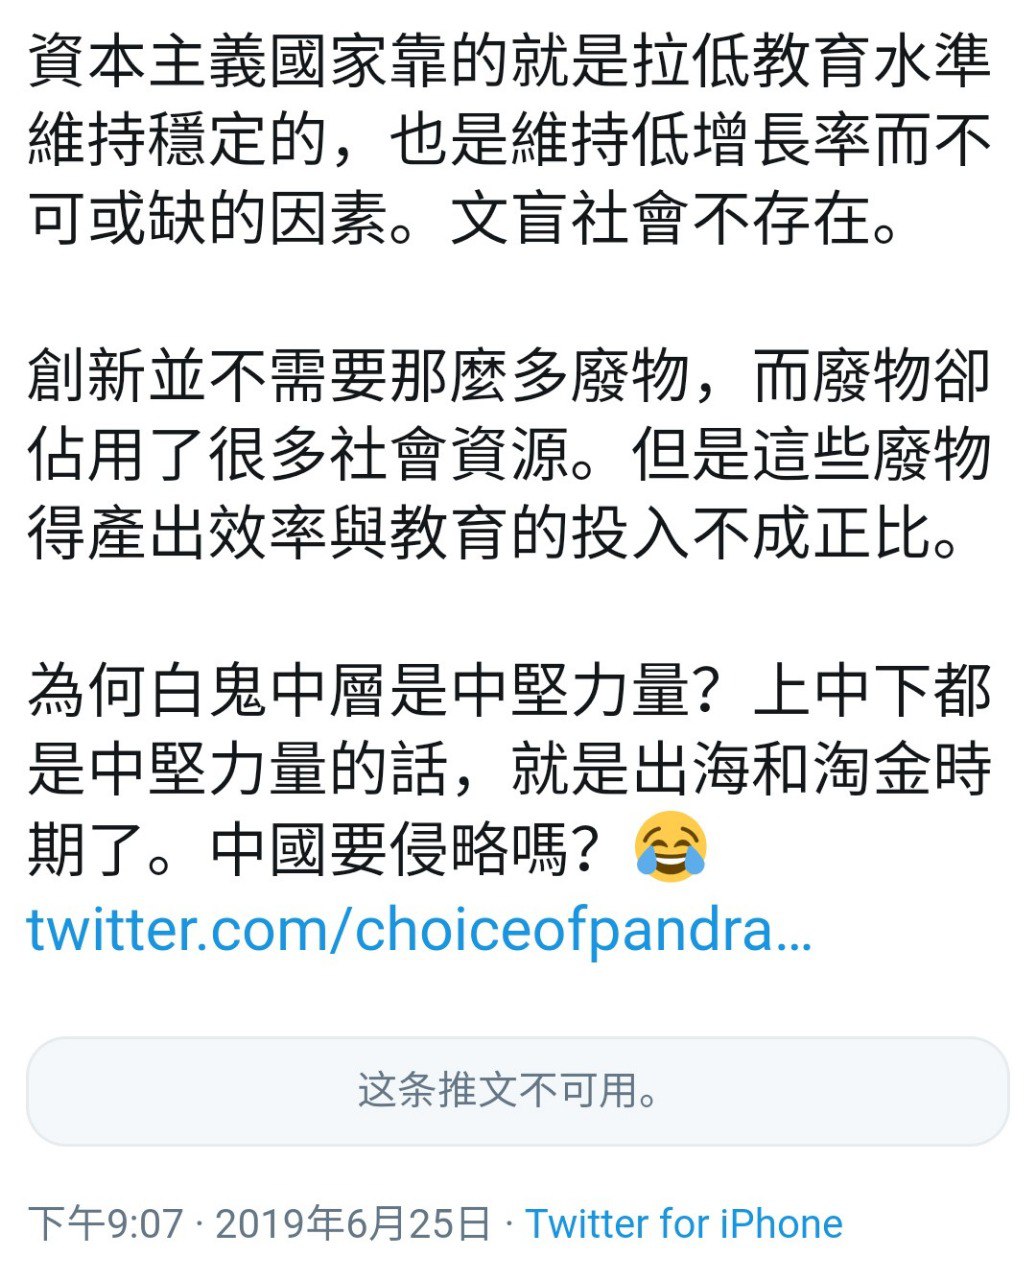 資本主義國家靠的就是拉低教育水準
維持穩定的，也是維持低增長率而不
可或缺的因素。文盲社會不存在。
創新並不需要那麼多廢物，而廢物卻
佔用了很多社會資源。但是這些廢物
得產出效率與教育的投入不成正比。
為何白鬼中層是中堅力量？上中下都
是中堅力量的話，就是出海和淘金時
期了。中國要侵略嗎？😂
twitter.com/choiceofpandra…
这条推文不可用。
下午9:07 · 2019年6月25日 · Twitter for iPhone